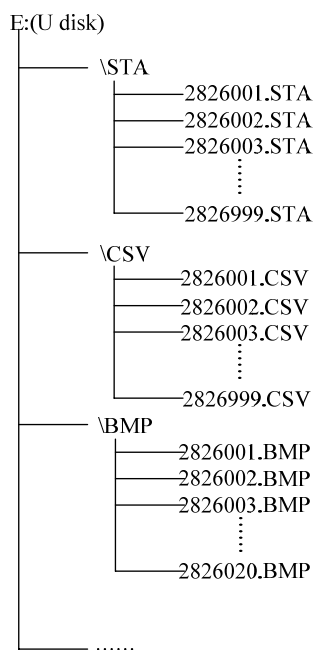 E:(U disk)
\STA
2826001.STA
2826002.STA
2826003.STA
2826999.STA
\CSV
2826001.CSV
2826002.CSV
2826003.CSV
2826999.CSV
\BMP
2826001.BMP
2826002.BMP
2826003.BMP
2826020.BMP
......